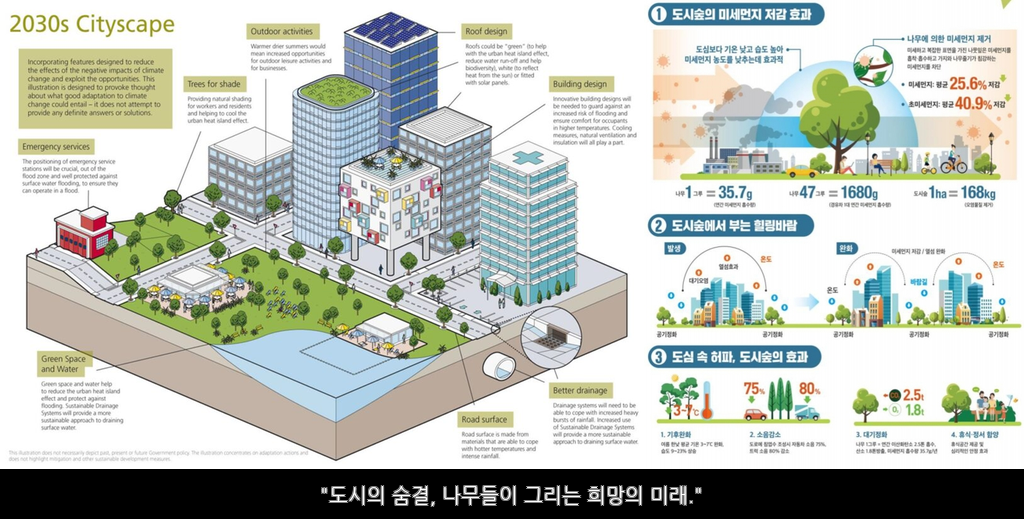 2030s Cityscape
Incorporating features designed to reduce
the effects of the negative impacts of climate
change and exploit the opportunities. This
illustration is designed to provoke thought
about what good adaptation to climate
change could entail – it does not attempt to
provide any definite answers or solutions.
Emergency services
The positioning of emergency service
stations will be crucial, out of the
flood zone and well protected against
surface water flooding, to ensure they
can operate in a flood.
Trees for shade
Providing natural shading
for workers and residents
and helping to cool the
urban heat island effect.
Outdoor activities
Warmer drier summers would
mean increased opportunities
for outdoor leisure activities and
for businesses.
Roof design
Roofs could be "green" (to help
with the urban heat island effect,
reduce water run-off and help
biodiversity), white (to reflect
heat from the sun) or fitted
with solar panels.
Building design
Innovative building designs will
be needed to guard against an
increased risk of flooding and
ensure comfort for occupants
in higher temperatures. Cooling
measures, natural ventilation and
insulation will all play a part.
Green Space
and Water
Green space and water help
to reduce the urban heat island
effect and protect against
flooding. Sustainable Drainage
Systems will provide a more
sustainable approach to draining
surface water.
Road surface
Road surface is made from
materials that are able to cope
with hotter temperatures and
intense rainfall.
Better drainage
Drainage systems will need to be
able to cope with increased heavy
bursts of rainfall. Increased use
of Sustainable Drainage Systems
will provide a more sustainable
approach to draining surface water.
This illustration does not necessarily depict past, present or future Government policy. The illustration concentrates on adaptation actions and
does not highlight mitigation and other sustainable development measures.
1 도시숲의 미세먼지 저감 효과
도심보다 기온 낮고 습도 높아
미세먼지 농도를 낮추는데 효과적
나무에 의한 미세먼지 제거
미세하고 복잡한 표면을 가진 나뭇잎은 미세먼지를
흡착·흡수하고 가지와 나무줄기가 침강하는
미세먼지를 차단
미세먼지: 평균 25.6% 저감
초미세먼지: 평균 40.9% 저감
나무 1그루 = 35.7g
(연간 미세먼지 흡수량)
나무 47그루 = 1680g
(경유차 1대 연간 미세먼지 흡수량)
도시숲 1ha = 168kg
(오염물질 제거)
2 도시숲에서 부는 힐링바람
발생
열섬효과
온도
대기오염
공기정화
공기정화
완화
미세먼지 저감 / 열섬 완화
온도
온도
바람길
공기정화
공기정화
3 도심 속 허파, 도시숲의 효과
3~7℃
75%
80%
CO2
2.5t
O2
1.8t
1. 기후완화
여름 한낮 평균 기온 3~7℃ 완화,
습도 9~23% 상승
2. 소음감소
도로에 침엽수 조성시 자동차 소음 75%,
트럭 소음 80% 감소
3. 대기정화
나무 1그루 = 연간 이산화탄소 2.5톤 흡수,
산소 1.8톤방출, 미세먼지 흡수량 35.7g/년
4. 휴식·정서 함양
휴식공간 제공 및
심리적인 안정 효과
"도시의 숨결, 나무들이 그리는 희망의 미래."